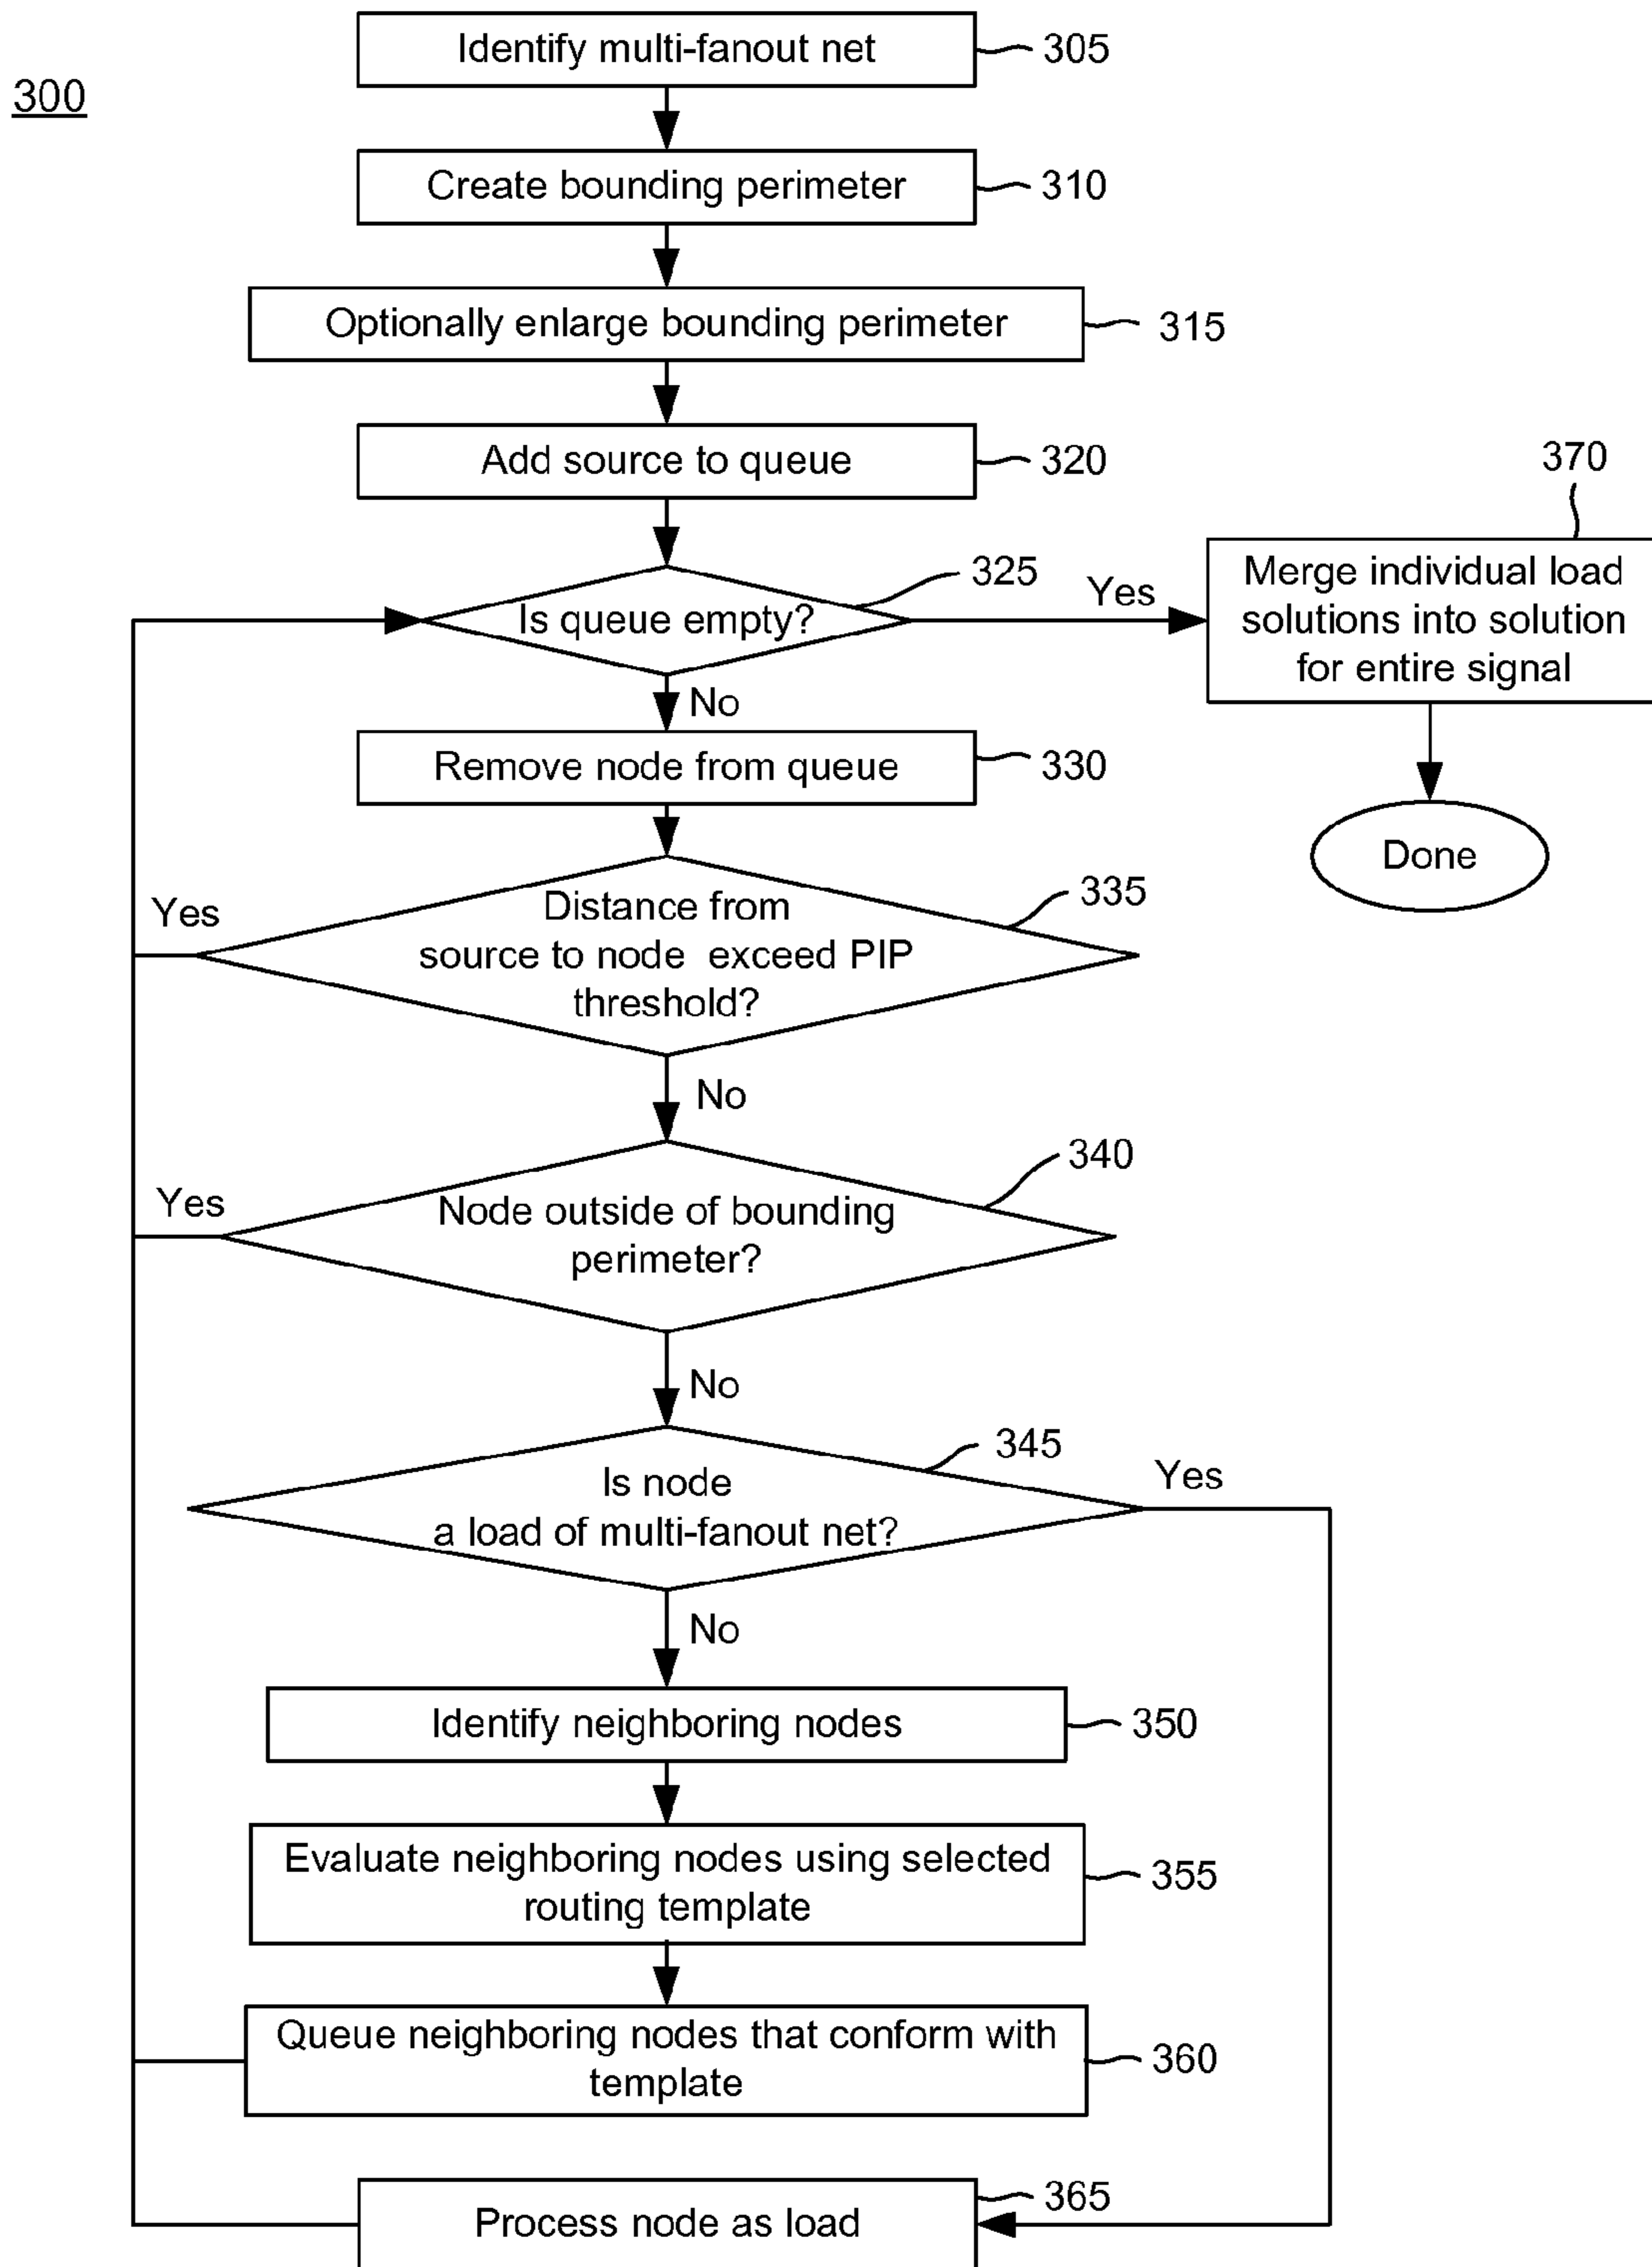 300
Identify multi-fanout net
305
Create bounding perimeter
310
Optionally enlarge bounding perimeter
315
Add source to queue
320
Is queue empty?
325
Yes
No
370
Merge individual load
solutions into solution
for entire signal
Done
Remove node from queue
330
Distance from
source to node exceed PIP
threshold?
335
Yes
No
Node outside of bounding
perimeter?
340
Yes
No
Is node
a load of multi-fanout net?
345
Yes
No
Identify neighboring nodes
350
Evaluate neighboring nodes using selected
routing template
355
Queue neighboring nodes that conform with
template
360
Process node as load
365